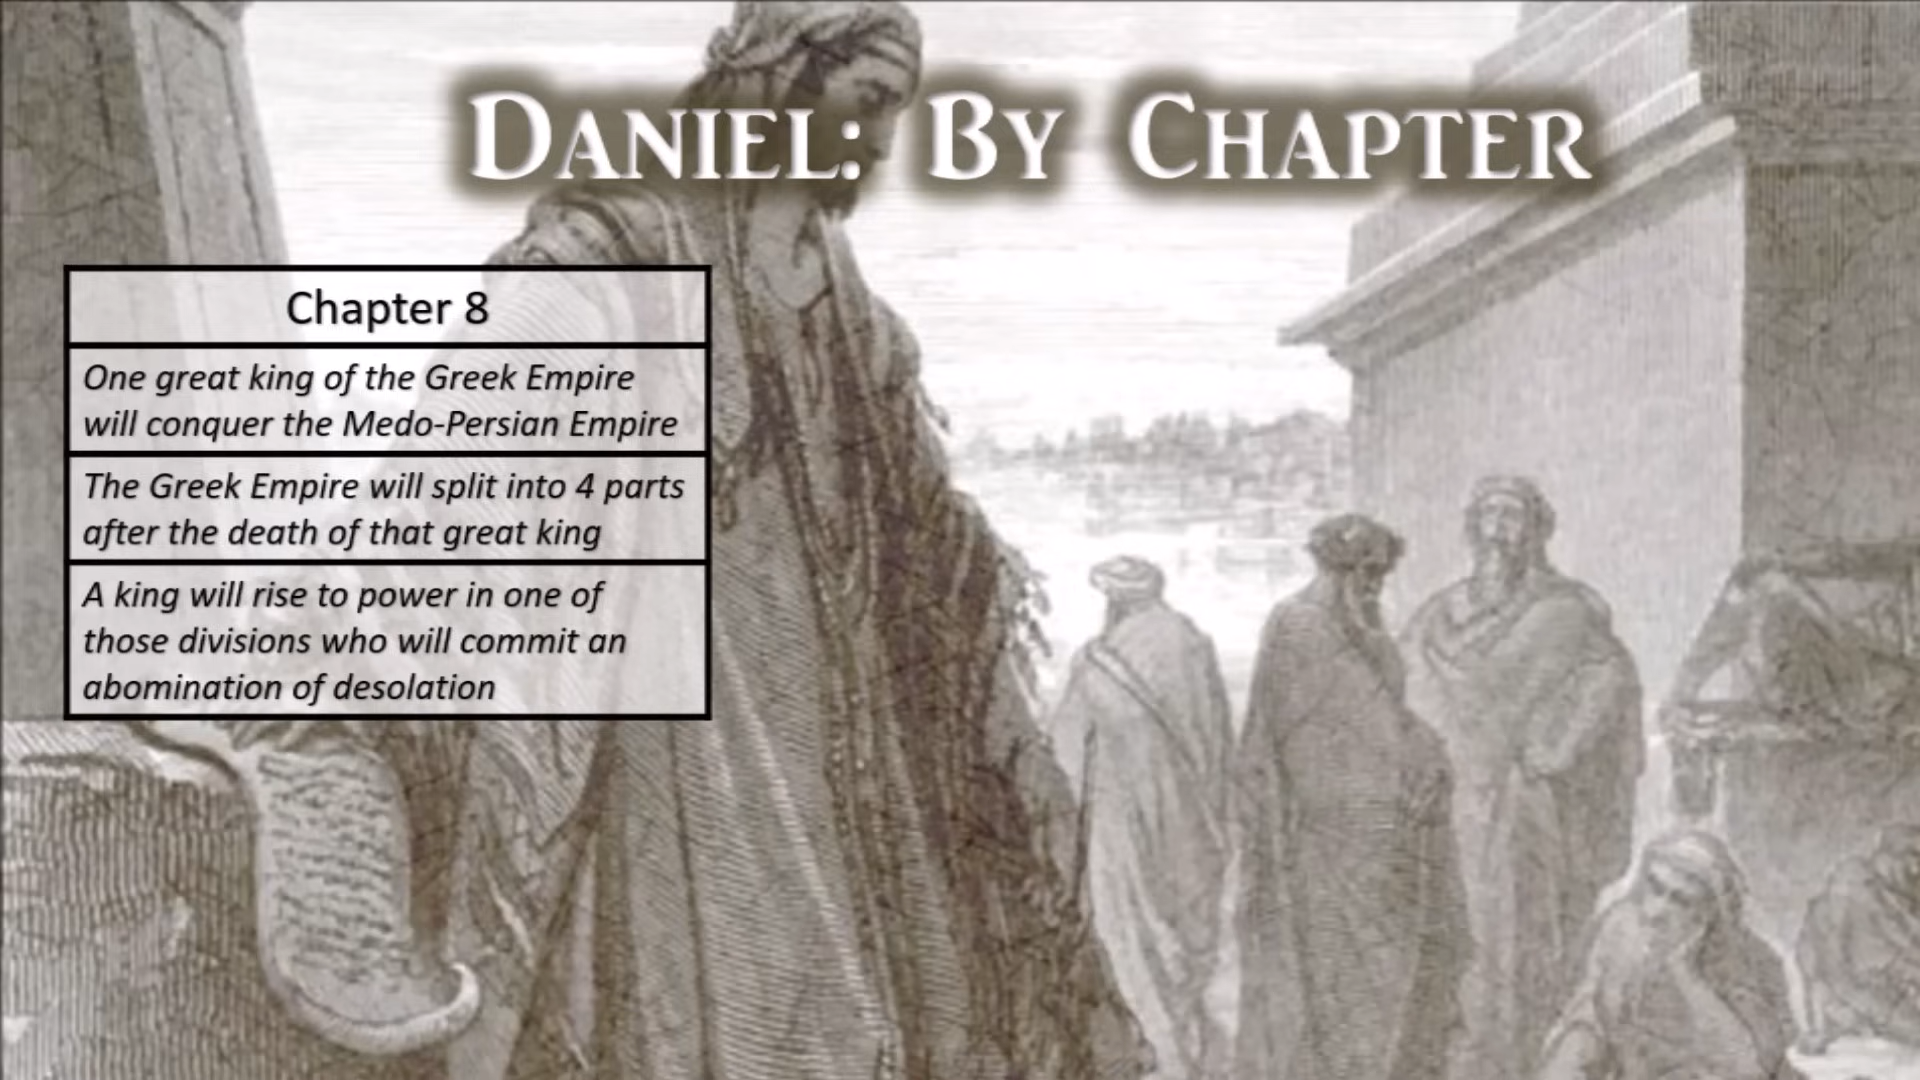 DANIEL: BY CHAPTER
Chapter 8
One great king of the Greek Empire
will conquer the Medo-Persian Empire
The Greek Empire will split into 4 parts
after the death of that great king
A king will rise to power in one of
those divisions who will commit an
abomination of desolation